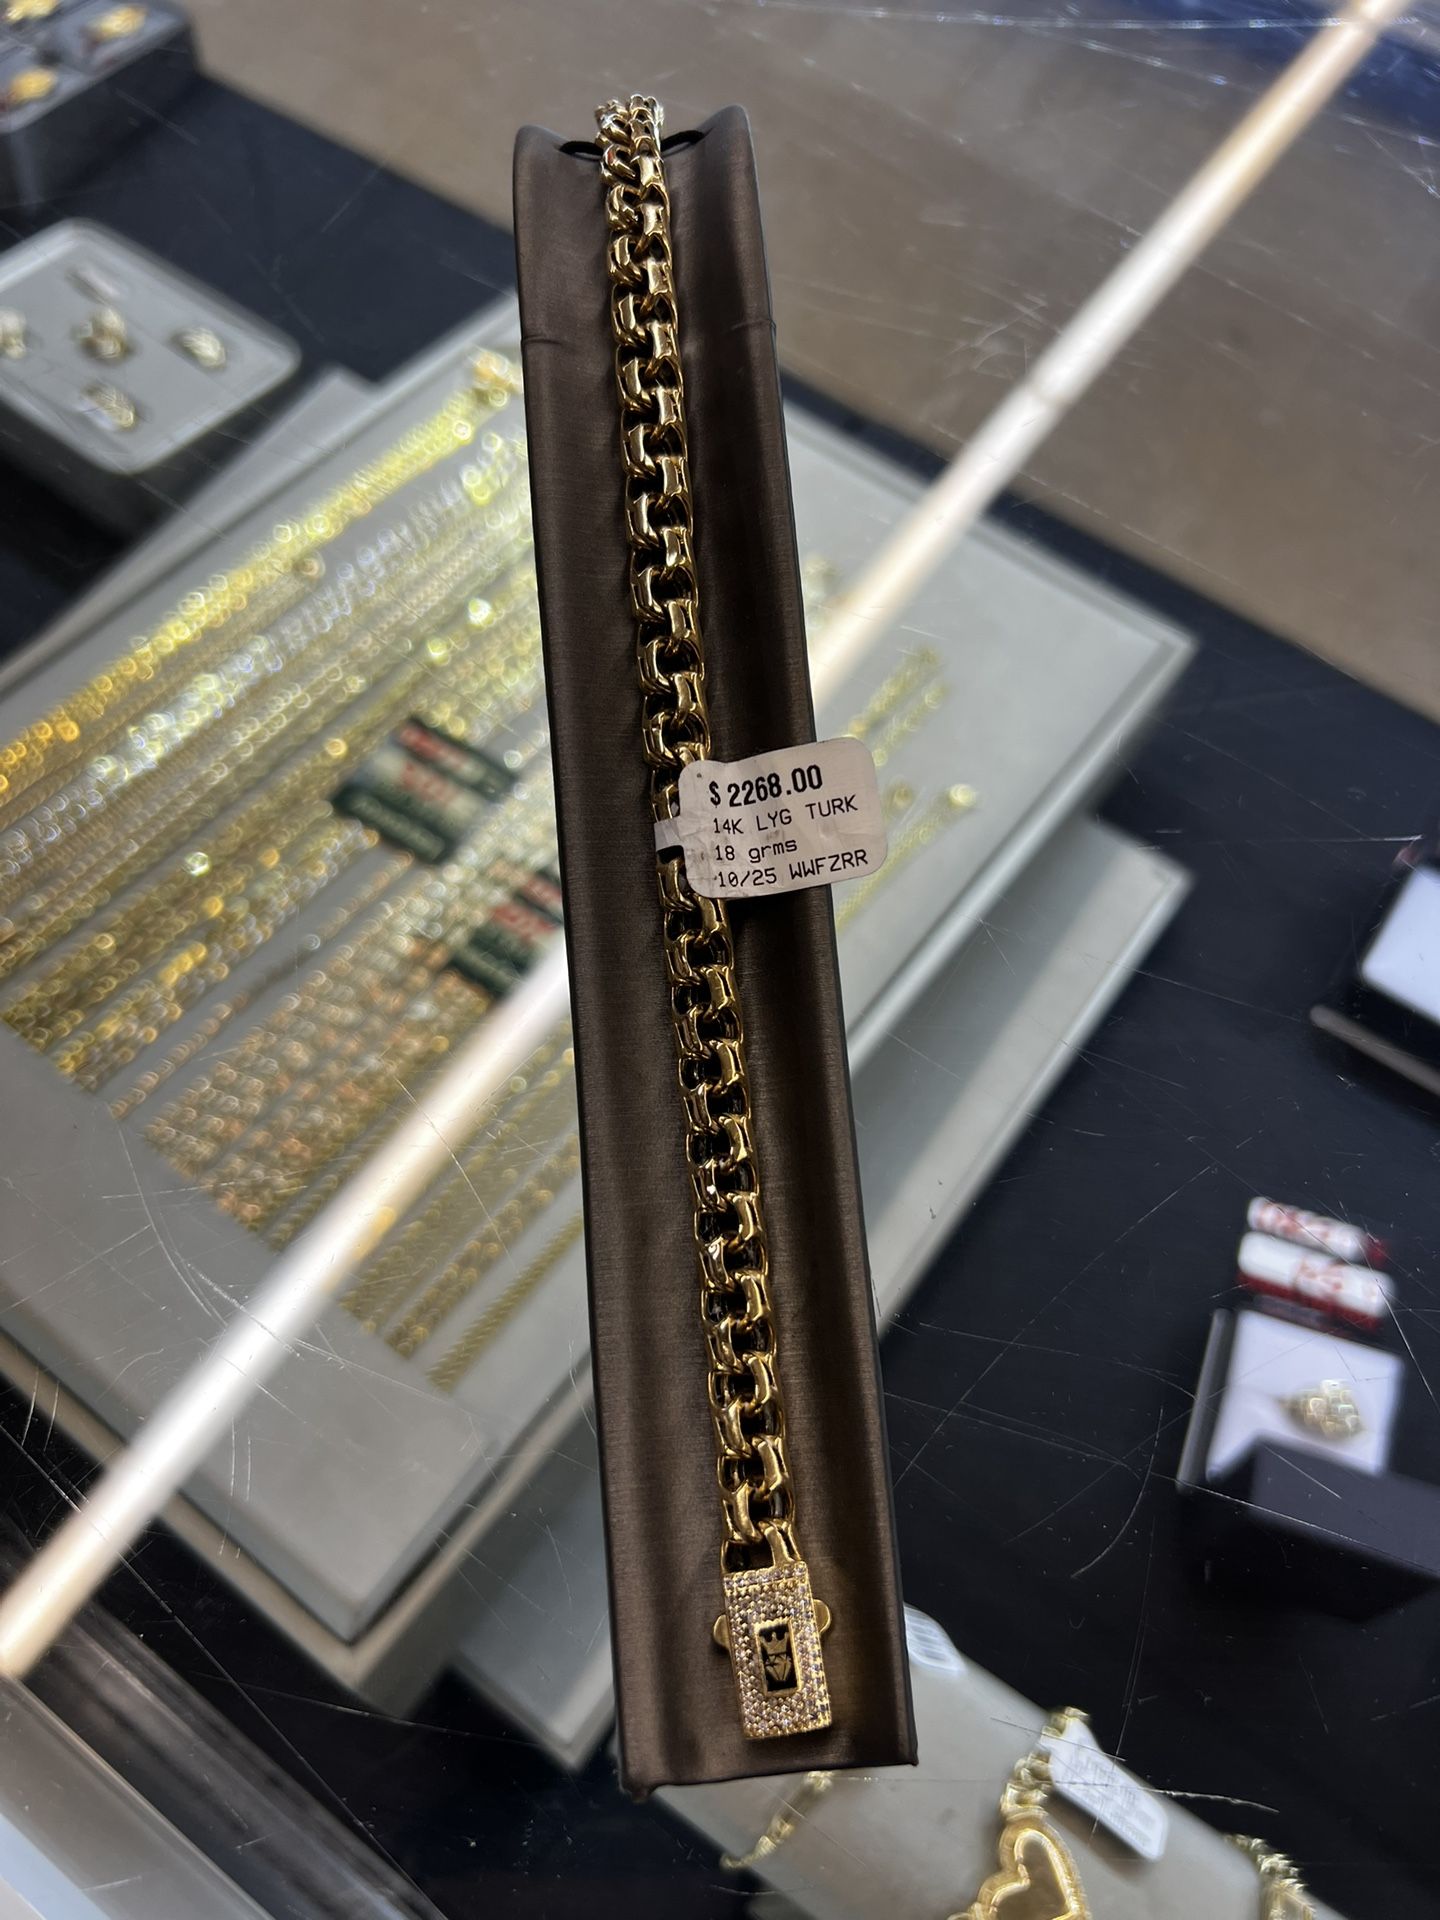 $ 2268.00
14K LYG TURK
18 grms
10/25 WWFZRR